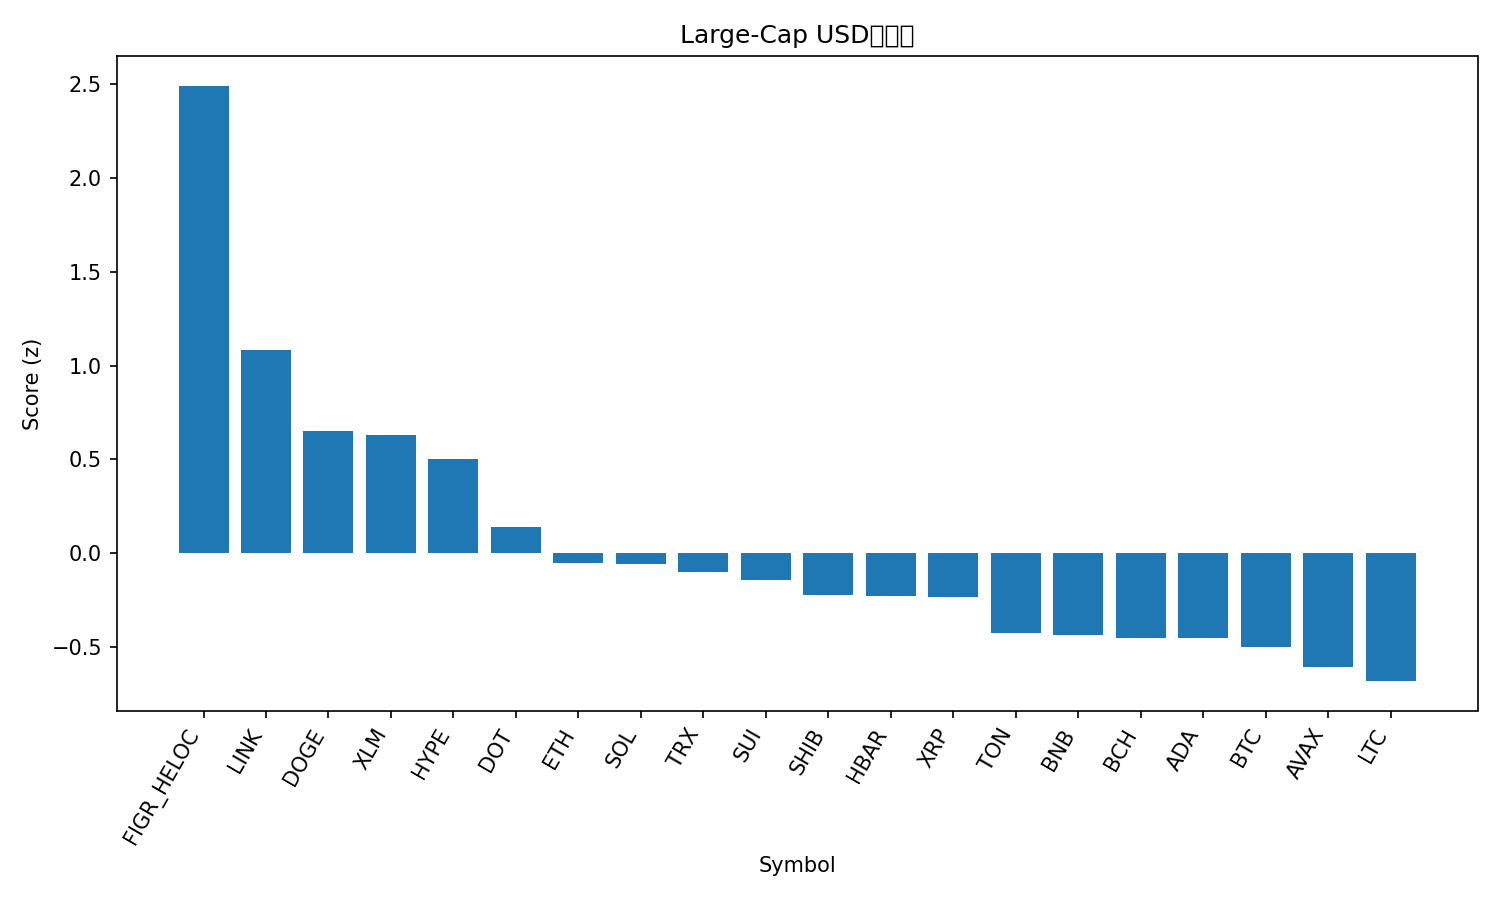 Large-Cap USD
Score (z)
2.5
2.0
1.5
1.0
0.5
0.0
−0.5
FIGR_HELOC
LINK
DOGE
XLM
HYPE
DOT
ETH
SOL
TRX
SUI
SHIB
HBAR
XRP
TON
BNB
BCH
ADA
BTC
AVAX
LTC
Symbol